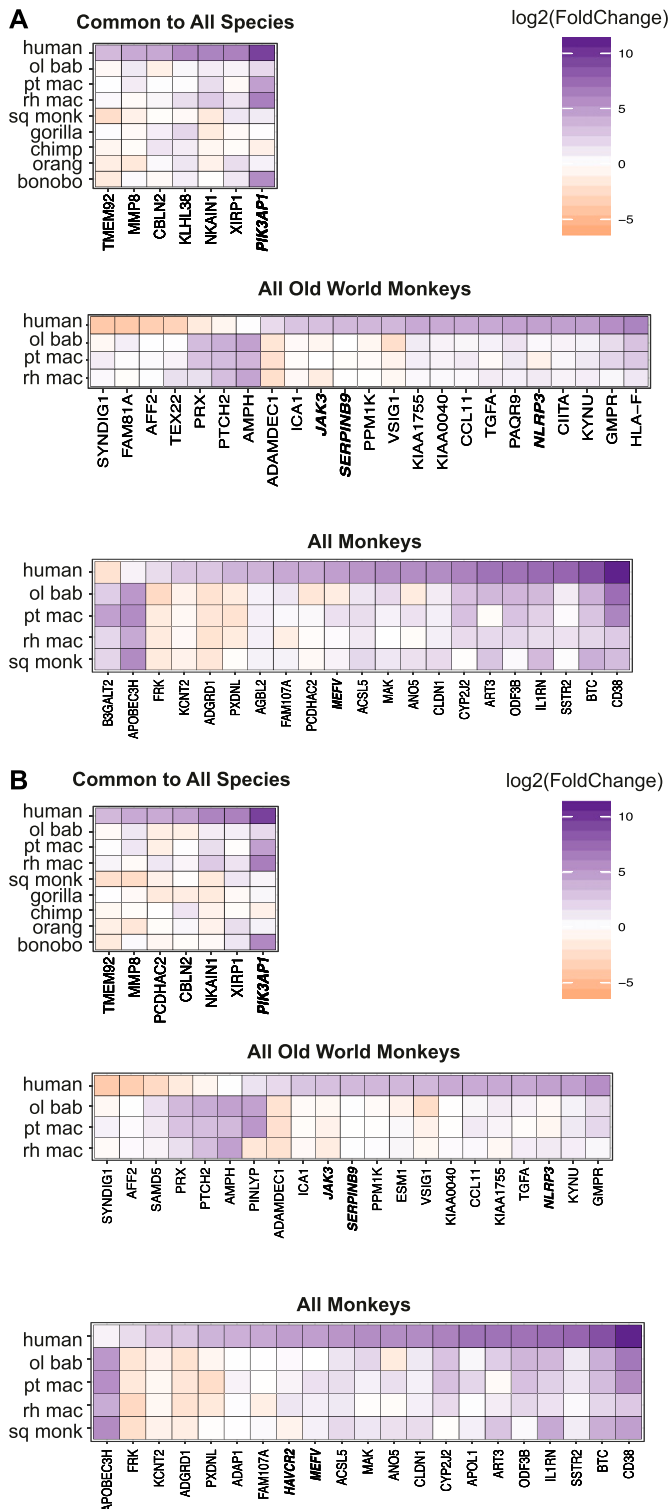 A
Common to All Species
log2(FoldChange)
human
ol bab
pt mac
rh mac
sq monk
gorilla
chimp
orang
bonobo
TMEM92
MMP8
CBLN2
KLHL38
NKAIN1
XIRP1
PIK3AP1
10
5
0
−5
All Old World Monkeys
human
ol bab
pt mac
rh mac
SYNDIG1
FAM81A
AFF2
TEX22
PRX
PTCH2
AMPH
ADAMDEC1
ICA1
JAK3
SERPINB9
PPM1K
VSIG1
KIAA1755
KIAA0040
CCL11
TGFA
PAQR9
NLRP3
CIITA
KYNU
GMPR
HLA−F
All Monkeys
human
ol bab
pt mac
rh mac
sq monk
B3GALT2
APOBEC3H
FRK
KCNT2
ADGRD1
PXDNL
AGBL2
FAM107A
PCDHAC2
MEFV
ACSL5
MAK
ANO5
CLDN1
CYP2J2
ART3
ODF3B
IL1RN
SSTR2
BTC
CD38
B
Common to All Species
log2(FoldChange)
human
ol bab
pt mac
rh mac
sq monk
gorilla
chimp
orang
bonobo
TMEM92
MMP8
PCDHAC2
CBLN2
NKAIN1
XIRP1
PIK3AP1
10
5
0
−5
All Old World Monkeys
human
ol bab
pt mac
rh mac
SYNDIG1
AFF2
SAMD5
PRX
PTCH2
AMPH
PINLYP
ADAMDEC1
ICA1
JAK3
SERPINB9
PPM1K
ESM1
VSIG1
KIAA0040
CCL11
KIAA1755
TGFA
NLRP3
KYNU
GMPR
All Monkeys
human
ol bab
pt mac
rh mac
sq monk
APOBEC3H
FRK
KCNT2
ADGRD1
PXDNL
ADAP1
FAM107A
HAVCR2
MEFV
ACSL5
MAK
ANO5
CLDN1
CYP2J2
APOL1
ART3
ODF3B
IL1RN
SSTR2
BTC
CD38